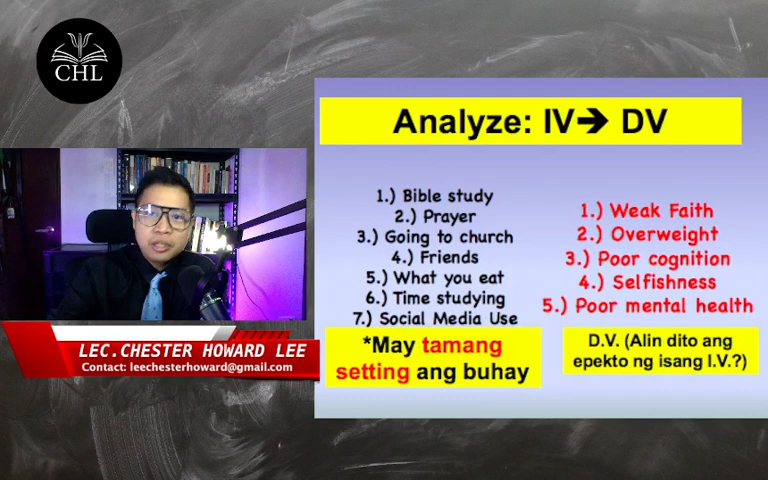 CHL
Analyze: IV➔ DV
1.) Bible study
2.) Prayer
3.) Going to church
4.) Friends
5.) What you eat
6.) Time studying
7.) Social Media Use
*May tamang
setting ang buhay
1.) Weak Faith
2.) Overweight
3.) Poor cognition
4.) Selfishness
5.) Poor mental health
D.V. (Alin dito ang
epekto ng isang I.V.?)
LEC.CHESTER HOWARD LEE
Contact: leechesterhoward@gmail.com